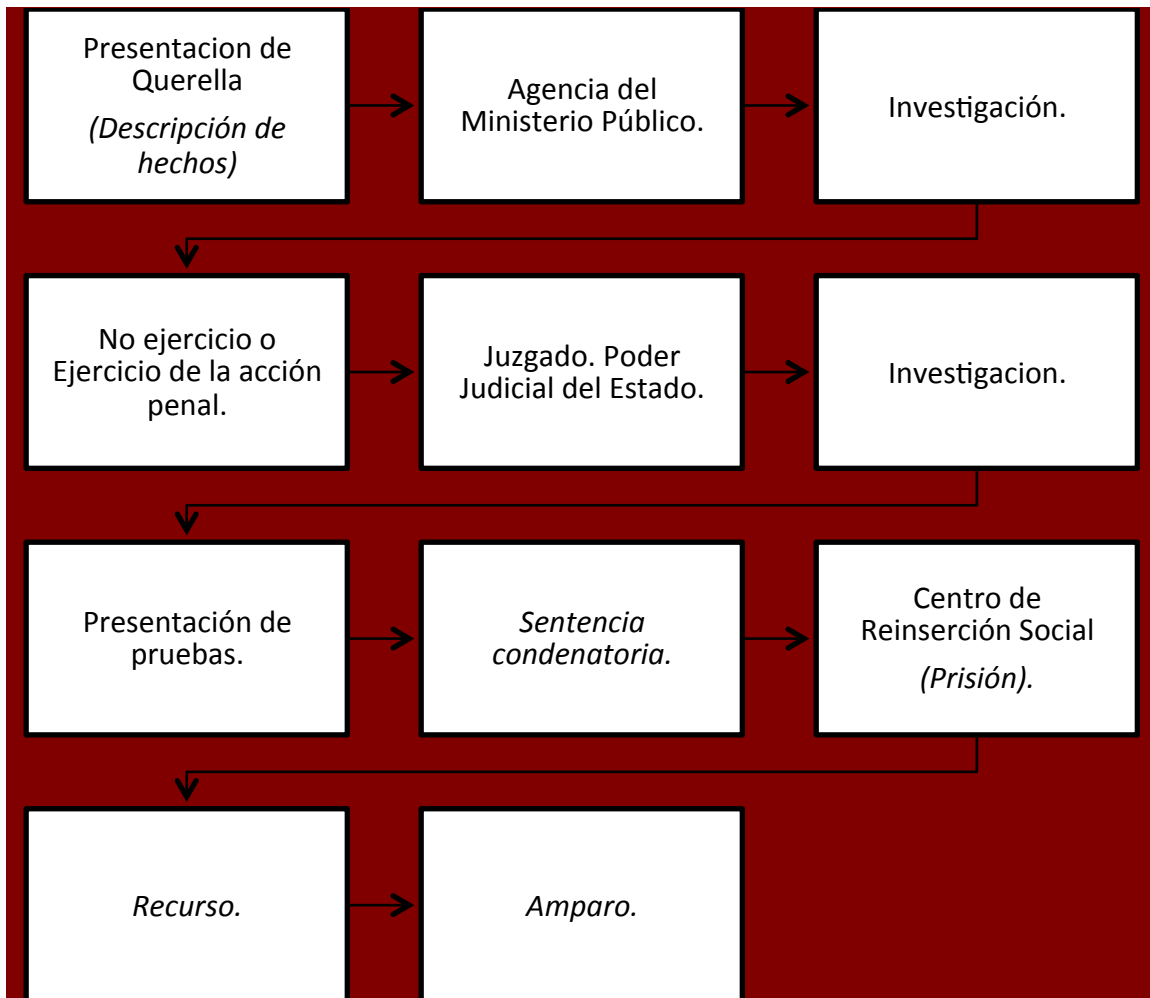 Presentacion de
Querella
(Descripción de
hechos)
Agencia del
Ministerio Público.
Investigación.
No ejercicio o
Ejercicio de la acción
penal.
Juzgado. Poder
Judicial del Estado.
Investigacion.
Presentación de
pruebas.
Sentencia
condenatoria.
Centro de
Reinserción Social
(Prisión).
Recurso.
Amparo.